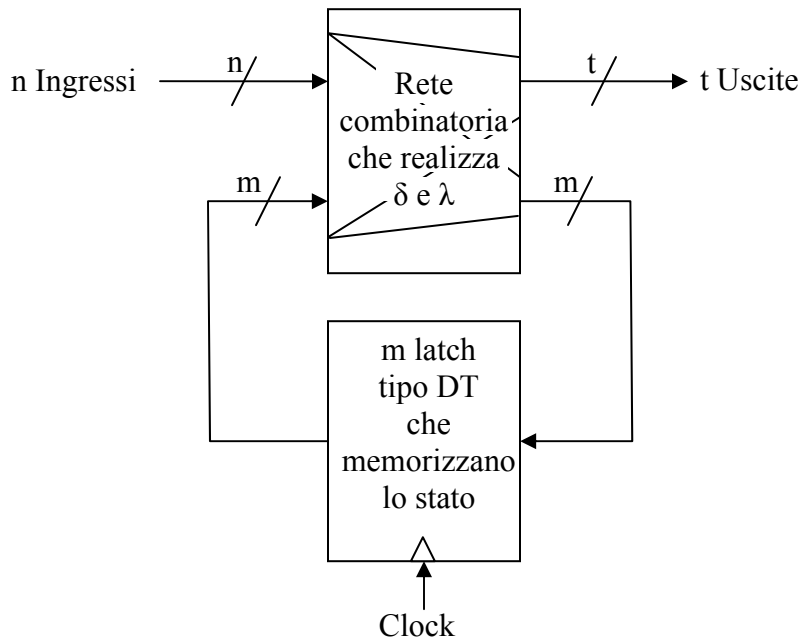 n Ingressi
n
Rete
combinatoria
che realizza
δ e λ
t
t Uscite
m
m
m latch
tipo DT
che
memorizzano
lo stato
Clock